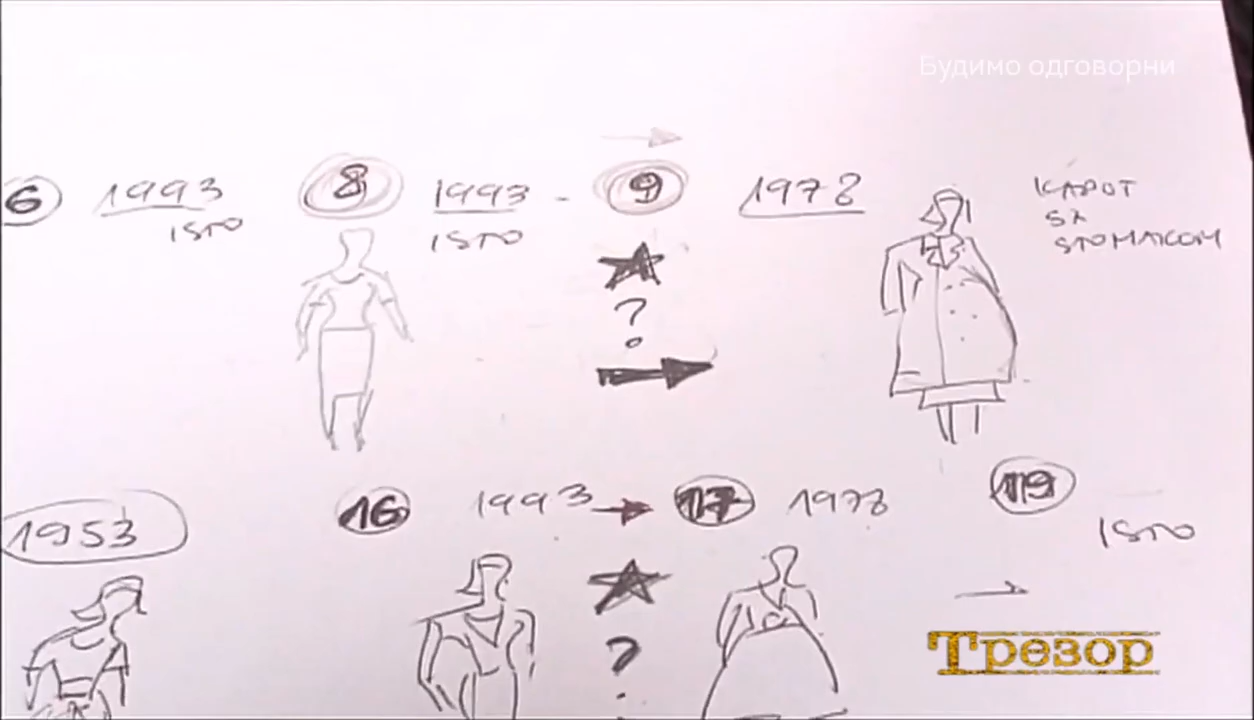 Будимо одговорни
6 1993 8 1993 - 9 1978 KAPUT
ISTO ISTO SA
? STOMAKOM
1953 16 1993 17 1978 19
ISTO
?
Трезор